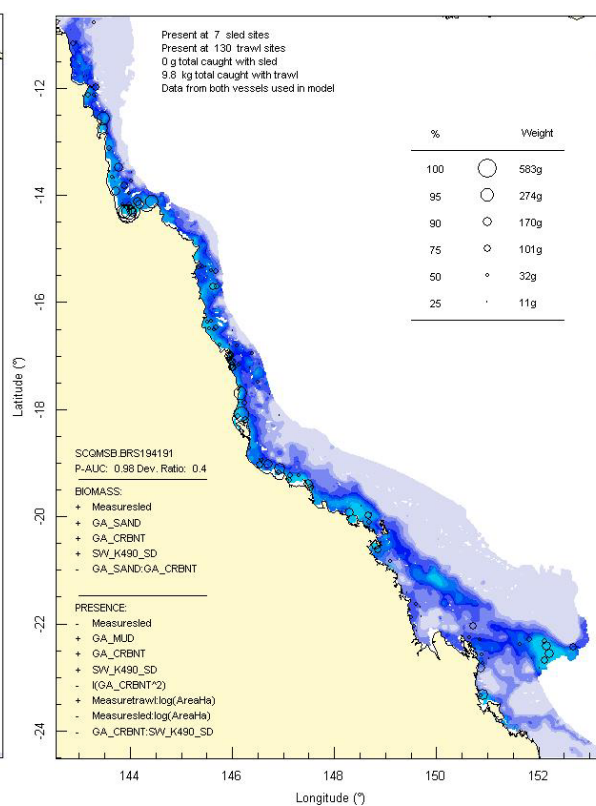 Present at 7 sled sites
Present at 130 trawl sites
0 g total caught with sled
9.8 kg total caught with trawl
Data from both vessels used in model
% Weight
100 583g
95 274g
90 170g
75 101g
50 32g
25 11g
-12
-14
-16
-18
-20
-22
-24
Latitude (°)
SCQMSB.BRS194191
P-AUC: 0.98 Dev. Ratio: 0.4
BIOMASS:
+ Measuresled
+ GA_SAND
+ GA_CRBNT
+ SW_K490_SD
- GA_SAND:GA_CRBNT
PRESENCE:
- Measuresled
+ GA_MUD
+ GA_CRBNT
+ SW_K490_SD
- I(GA_CRBNT^2)
+ Measuretrawl:log(AreaHa)
- Measuresled:log(AreaHa)
- GA_CRBNT:SW_K490_SD
144 146 148 150 152
Longitude (°)